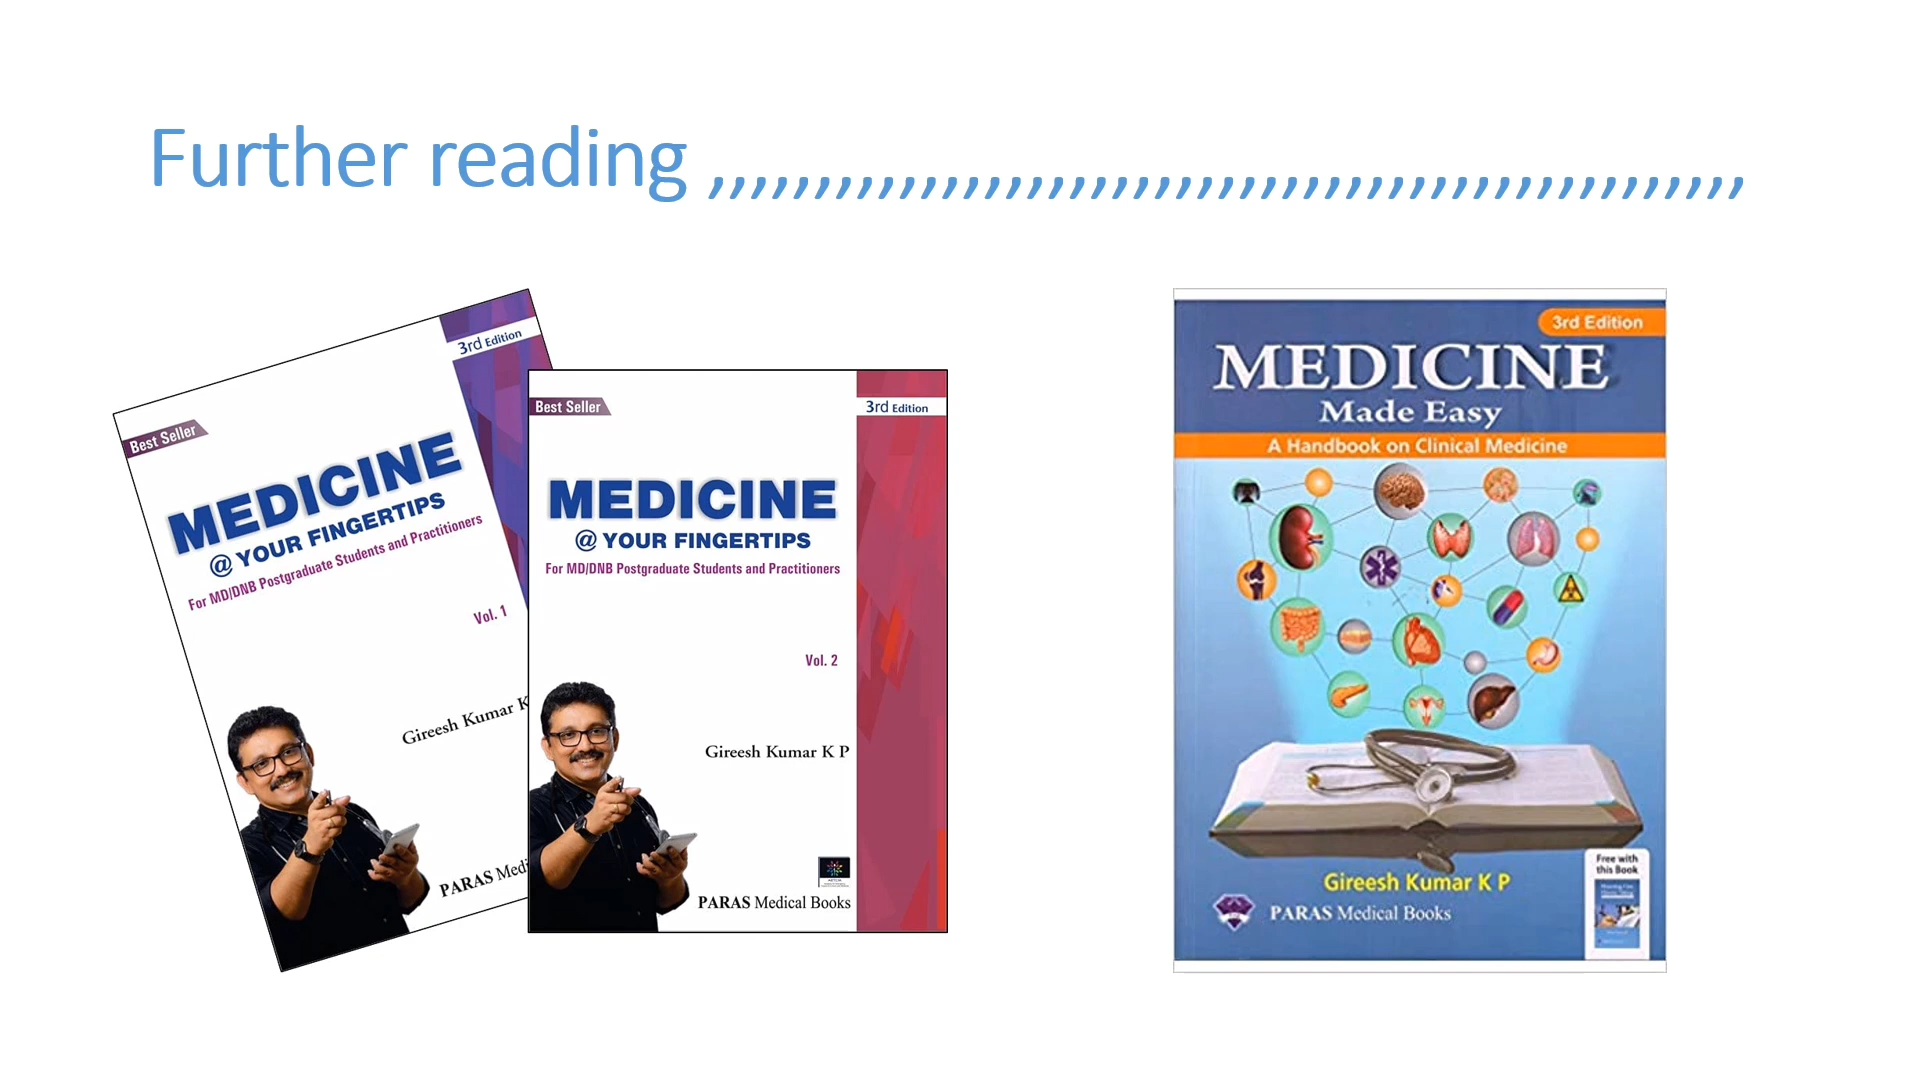 Further reading ,,,,,,,,,,,,,,,,,,,,,,,,,,,,,,,,,,,,,,,,,,,,,,,,,
3rd Edition
Best Seller
MEDICINE
@ YOUR FINGERTIPS
For MD/DNB Postgraduate Students and Practitioners
Vol. 1
Gireesh Kumar K
PARAS Medi
Best Seller
3rd Edition
MEDICINE
@ YOUR FINGERTIPS
For MD/DNB Postgraduate Students and Practitioners
Vol. 2
Gireesh Kumar K P
PARAS Medical Books
3rd Edition
MEDICINE
Made Easy
A Handbook on Clinical Medicine
Free with
this Book
Gireesh Kumar K P
PARAS Medical Books